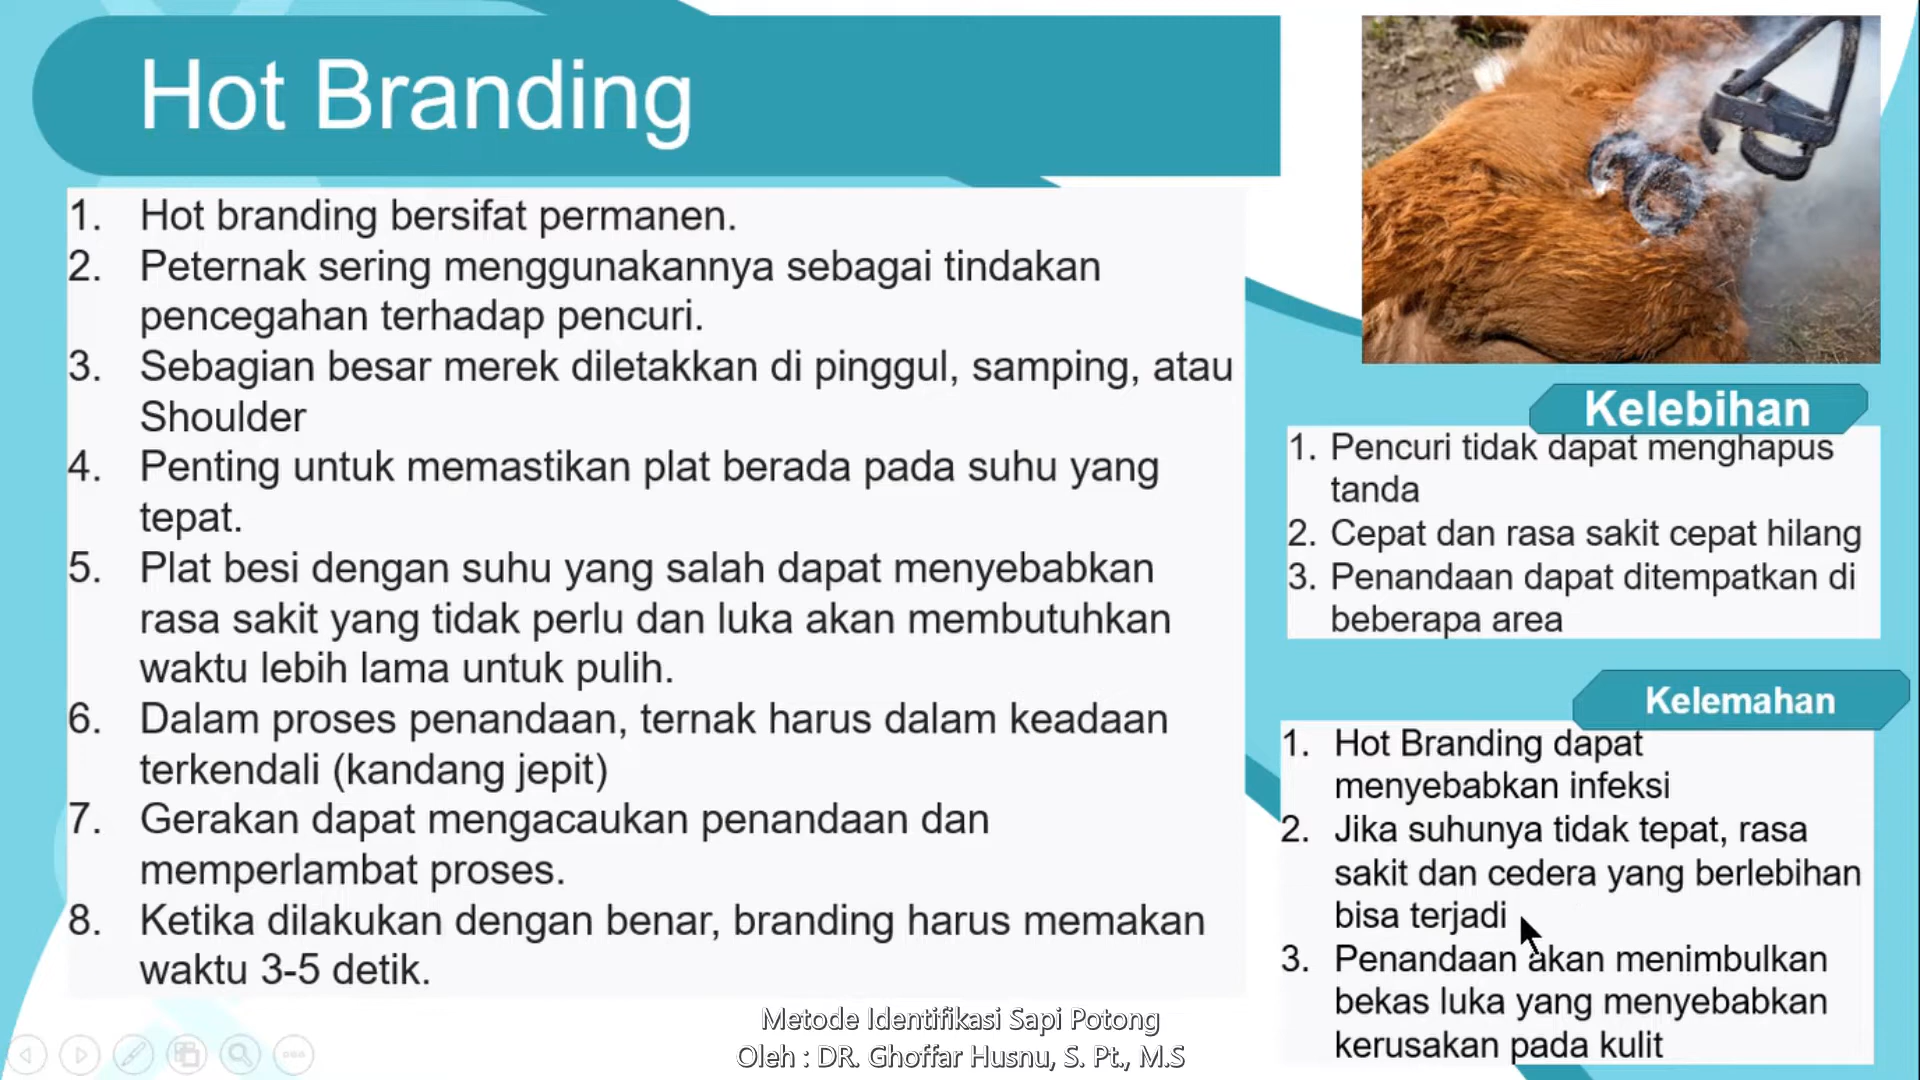 Hot Branding
1. Hot branding bersifat permanen.
2. Peternak sering menggunakannya sebagai tindakan
pencegahan terhadap pencuri.
3. Sebagian besar merek diletakkan di pinggul, samping, atau
Shoulder
4. Penting untuk memastikan plat berada pada suhu yang
tepat.
5. Plat besi dengan suhu yang salah dapat menyebabkan
rasa sakit yang tidak perlu dan luka akan membutuhkan
waktu lebih lama untuk pulih.
6. Dalam proses penandaan, ternak harus dalam keadaan
terkendali (kandang jepit)
7. Gerakan dapat mengacaukan penandaan dan
memperlambat proses.
8. Ketika dilakukan dengan benar, branding harus memakan
waktu 3-5 detik.
Kelebihan
1. Pencuri tidak dapat menghapus
tanda
2. Cepat dan rasa sakit cepat hilang
3. Penandaan dapat ditempatkan di
beberapa area
Kelemahan
1. Hot Branding dapat
menyebabkan infeksi
2. Jika suhunya tidak tepat, rasa
sakit dan cedera yang berlebihan
bisa terjadi
3. Penandaan akan menimbulkan
bekas luka yang menyebabkan
kerusakan pada kulit
Metode Identifikasi Sapi Potong
Oleh : DR. Ghoffar Husnu, S. Pt., M.S